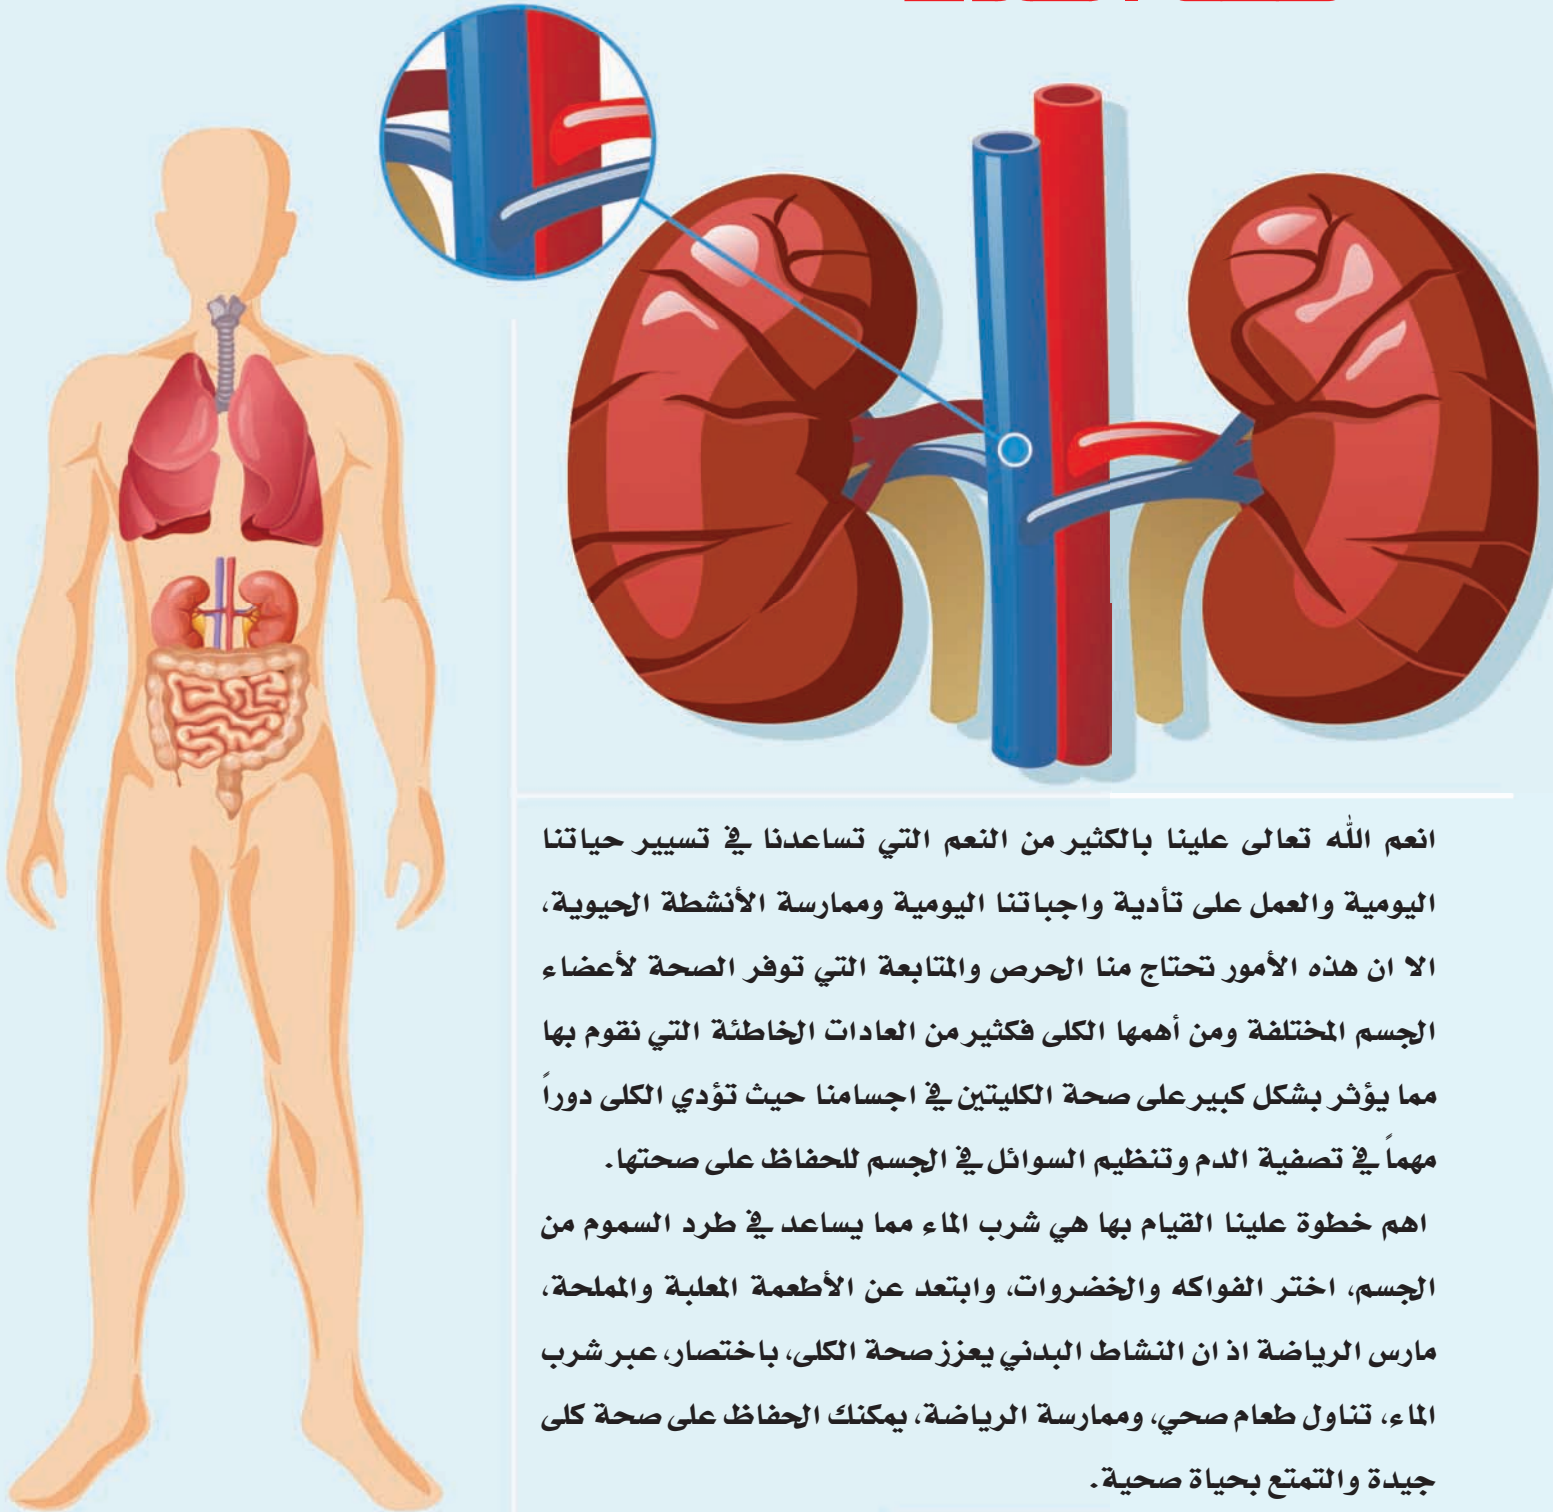 انعم الله تعالى علينا بالكثير من النعم التي تساعدنا في تسيير حياتنا
اليومية والعمل على تأدية واجباتنا اليومية وممارسة الأنشطة الحيوية،
الا ان هذه الأمور تحتاج منا الحرص والمتابعة التي توفر الصحة لأعضاء
الجسم المختلفة ومن أهمها الكلى فكثير من العادات الخاطئة التي نقوم بها
مما يؤثر بشكل كبير على صحة الكليتين في اجسامنا حيث تؤدي الكلى دوراً
مهماً في تصفية الدم وتنظيم السوائل في الجسم للحفاظ على صحتها.
اهم خطوة علينا القيام بها هي شرب الماء مما يساعد في طرد السموم من
الجسم، اختر الفواكه والخضروات، وابتعد عن الأطعمة المعلبة والمملحة،
مارس الرياضة اذ ان النشاط البدني يعزز صحة الكلى، باختصار، عبر شرب
الماء، تناول طعام صحي، وممارسة الرياضة، يمكنك الحفاظ على صحة كلى
جيدة والتمتع بحياة صحية.